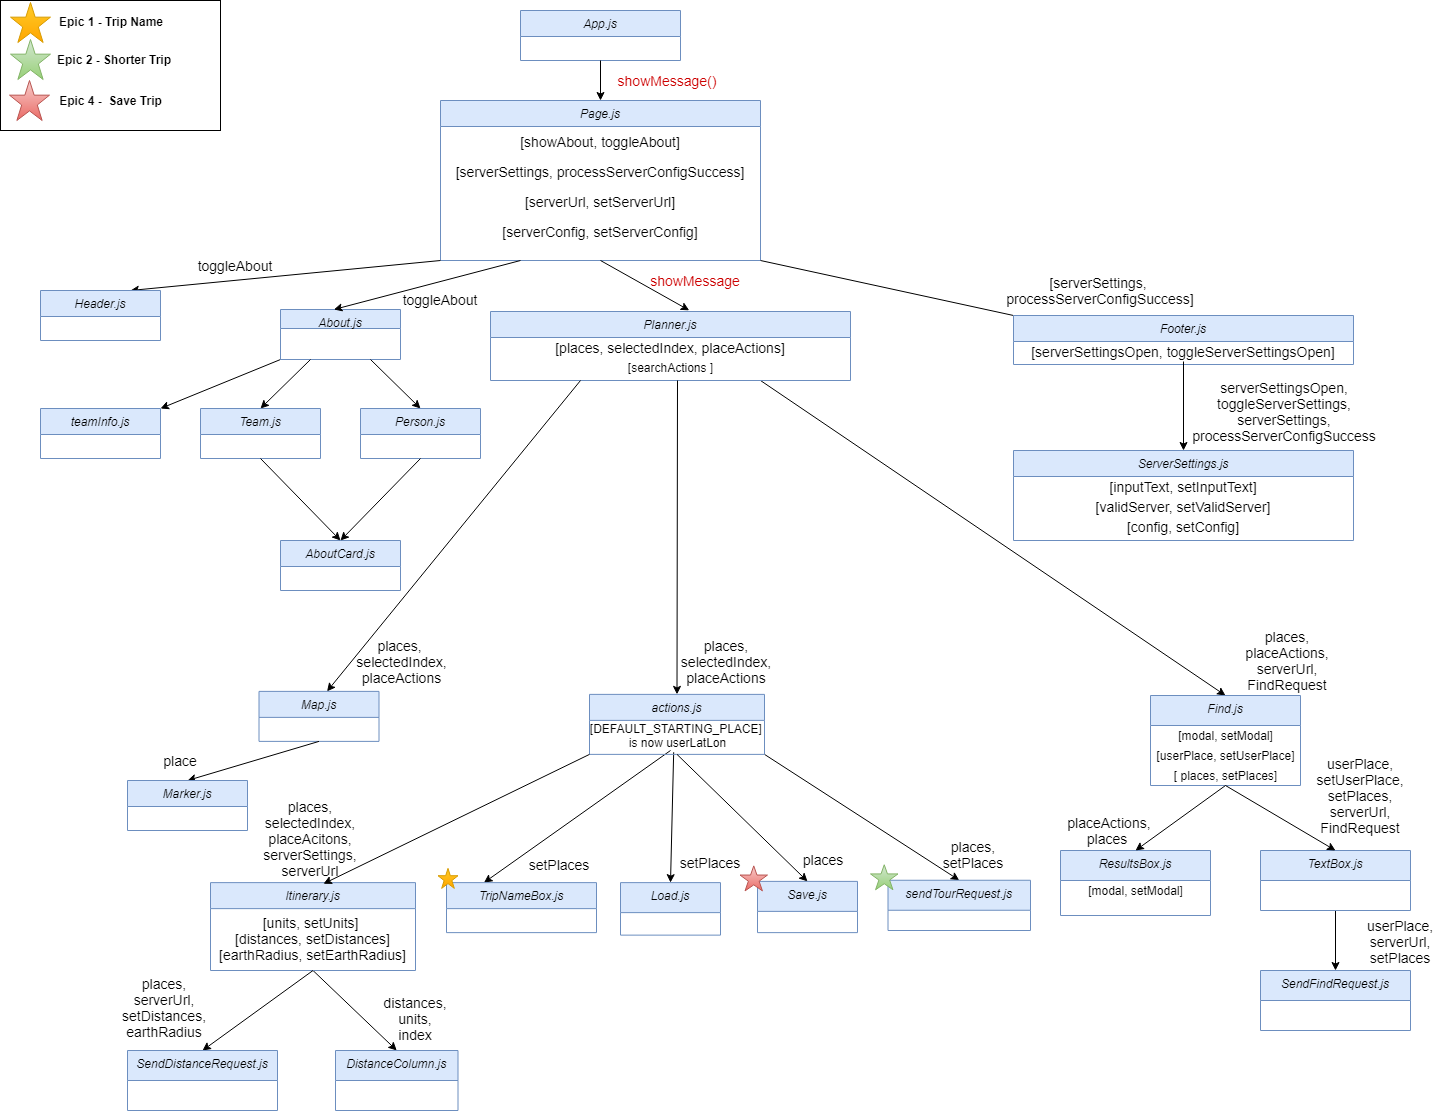 Epic 1 - Trip Name
Epic 2 - Shorter Trip
Epic 4 -  Save Trip
App.js
showMessage()
Page.js
[showAbout, toggleAbout]
[serverSettings, processServerConfigSuccess]
[serverUrl, setServerUrl]
[serverConfig, setServerConfig]
toggleAbout
toggleAbout
showMessage
[serverSettings,
processServerConfigSuccess]
Header.js
About.js
Planner.js
[places, selectedIndex, placeActions]
[searchActions ]
Footer.js
[serverSettingsOpen, toggleServerSettingsOpen]
serverSettingsOpen,
toggleServerSettings,
serverSettings,
processServerConfigSuccess
teamInfo.js
Team.js
Person.js
ServerSettings.js
[inputText, setInputText]
[validServer, setValidServer]
[config, setConfig]
AboutCard.js
places,
selectedIndex,
placeActions
places,
selectedIndex,
placeActions
places,
placeActions,
serverUrl,
FindRequest
Map.js
actions.js
[DEFAULT_STARTING_PLACE]
is now userLatLon
Find.js
[modal, setModal]
[userPlace, setUserPlace]
[ places, setPlaces]
place
Marker.js
places,
selectedIndex,
placeAcitons,
serverSettings,
serverUrl
setPlaces
setPlaces
places
places,
setPlaces
placeActions,
places
userPlace,
setUserPlace,
setPlaces,
serverUrl,
FindRequest
Itinerary.js
[units, setUnits]
[distances, setDistances]
[earthRadius, setEarthRadius]
TripNameBox.js
Load.js
Save.js
sendTourRequest.js
ResultsBox.js
[modal, setModal]
TextBox.js
userPlace,
serverUrl,
setPlaces
SendFindRequest.js
places,
serverUrl,
setDistances,
earthRadius
distances,
units,
index
SendDistanceRequest.js
DistanceColumn.js